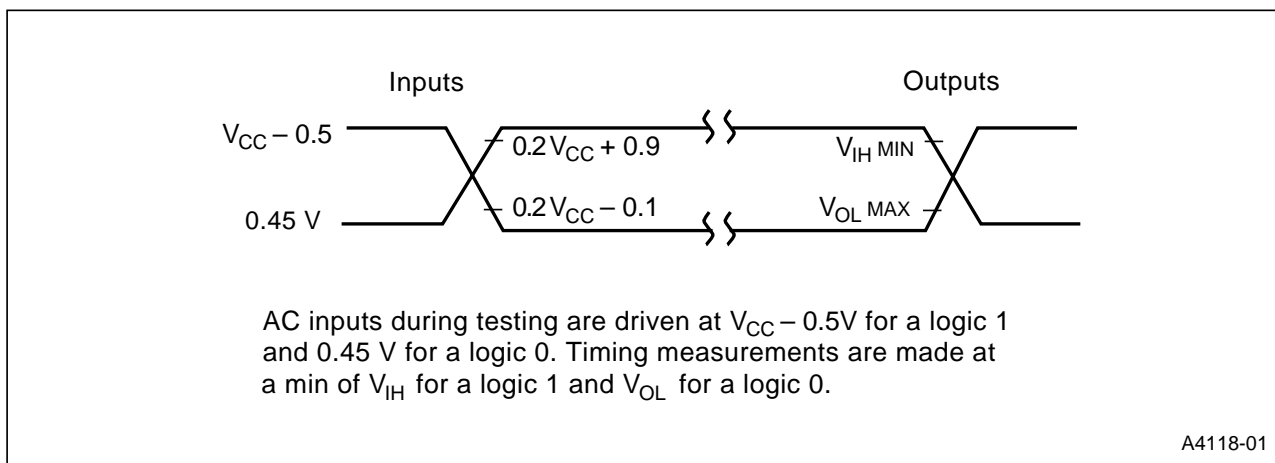 Inputs
Outputs
V_CC – 0.5
0.2 V_CC + 0.9
V_IH MIN
0.45 V
0.2 V_CC – 0.1
V_OL MAX
AC inputs during testing are driven at V_CC – 0.5V for a logic 1
and 0.45 V for a logic 0. Timing measurements are made at
a min of V_IH for a logic 1 and V_OL for a logic 0.
A4118-01